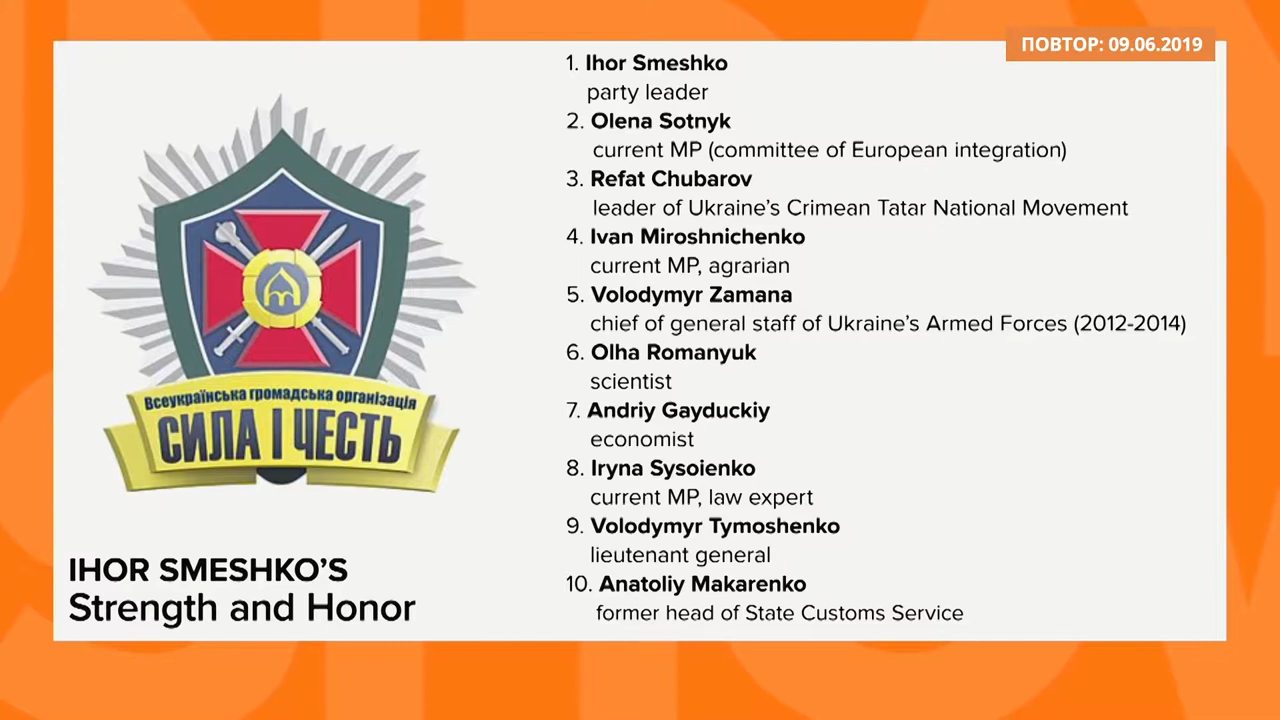 ПОВТОР: 09.06.2019
Всеукраїнська громадська організація
СИЛА І ЧЕСТЬ
IHOR SMESHKO’S
Strength and Honor
1. Ihor Smeshko
party leader
2. Olena Sotnyk
current MP (committee of European integration)
3. Refat Chubarov
leader of Ukraine’s Crimean Tatar National Movement
4. Ivan Miroshnichenko
current MP, agrarian
5. Volodymyr Zamana
chief of general staff of Ukraine’s Armed Forces (2012-2014)
6. Olha Romanyuk
scientist
7. Andriy Gayduckiy
economist
8. Iryna Sysoienko
current MP, law expert
9. Volodymyr Tymoshenko
lieutenant general
10. Anatoliy Makarenko
former head of State Customs Service